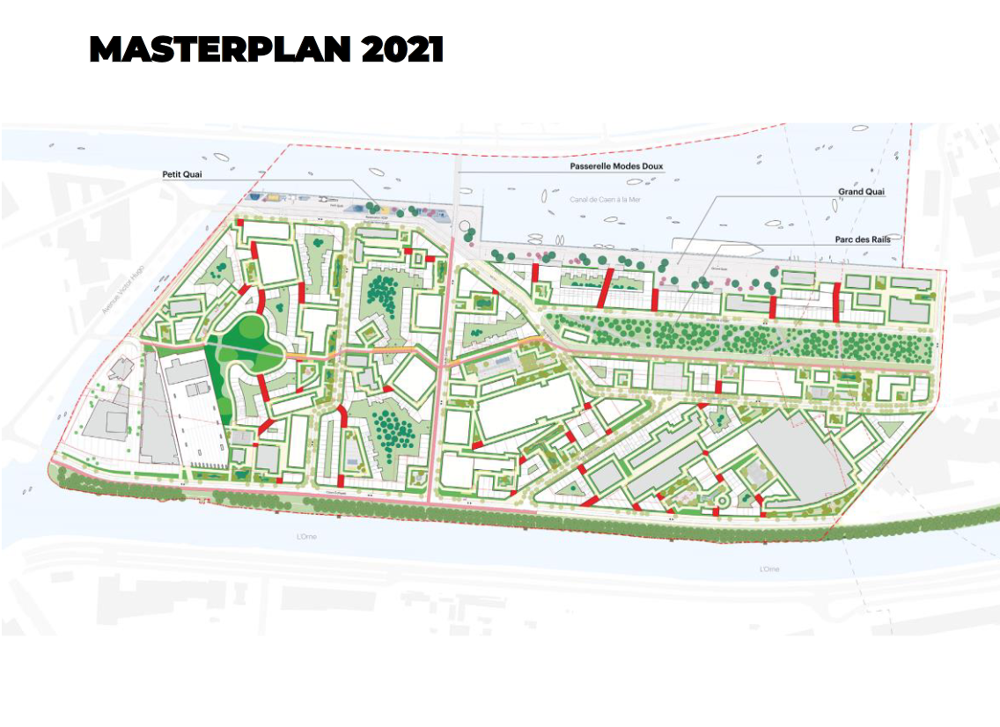 MASTERPLAN 2021
Passerelle Modes Doux
Petit Quai
Grand Quai
Canal de Caen à la Mer
Parc des Rails
Avenue Victor Hugo
L'Orne
L'Orne